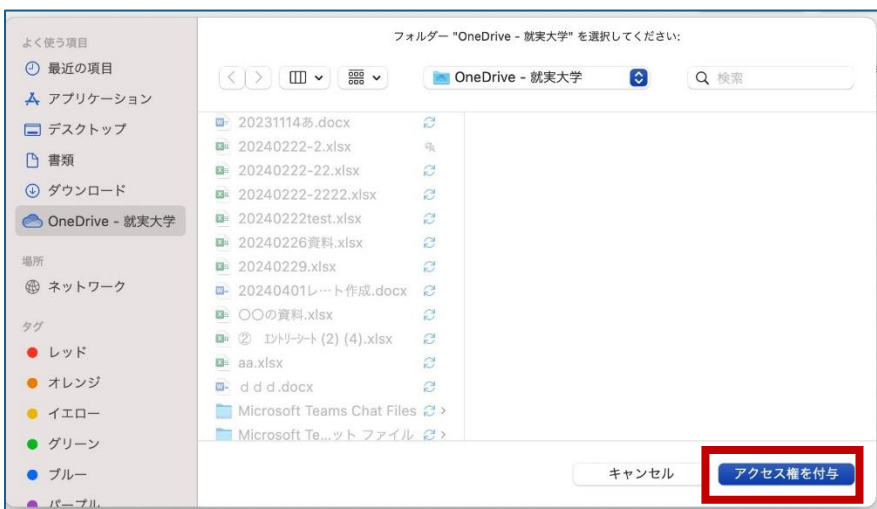 フォルダー "OneDrive - 就実大学" を選択してください:
よく使う項目
最近の項目
アプリケーション
デスクトップ
書類
ダウンロード
OneDrive - 就実大学
場所
ネットワーク
タグ
レッド
オレンジ
イエロー
グリーン
ブルー
パープル
OneDrive - 就実大学
検索
20231114あ.docx
20240222-2.xlsx
20240222-22.xlsx
20240222-2222.xlsx
20240222test.xlsx
20240226資料.xlsx
20240229.xlsx
20240401レ…ト作成.docx
〇〇の資料.xlsx
② ｴﾝﾄﾘｰｼｰﾄ (2) (4).xlsx
aa.xlsx
ｄｄｄ.docx
Microsoft Teams Chat Files
Microsoft Te...ット ファイル
キャンセル
アクセス権を付与